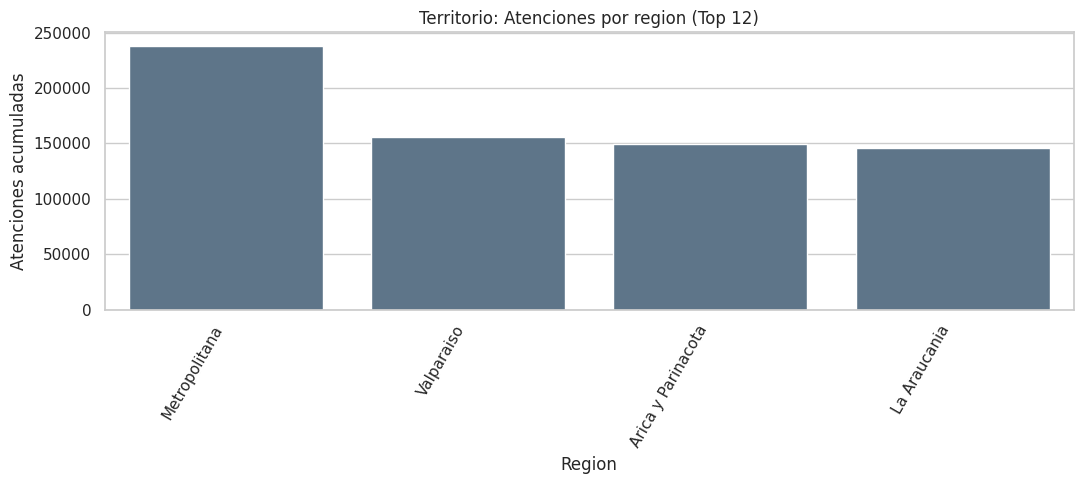 Territorio: Atenciones por region (Top 12)
Atenciones acumuladas
250000
200000
150000
100000
50000
0
Metropolitana
Valparaiso
Arica y Parinacota
La Araucania
Region